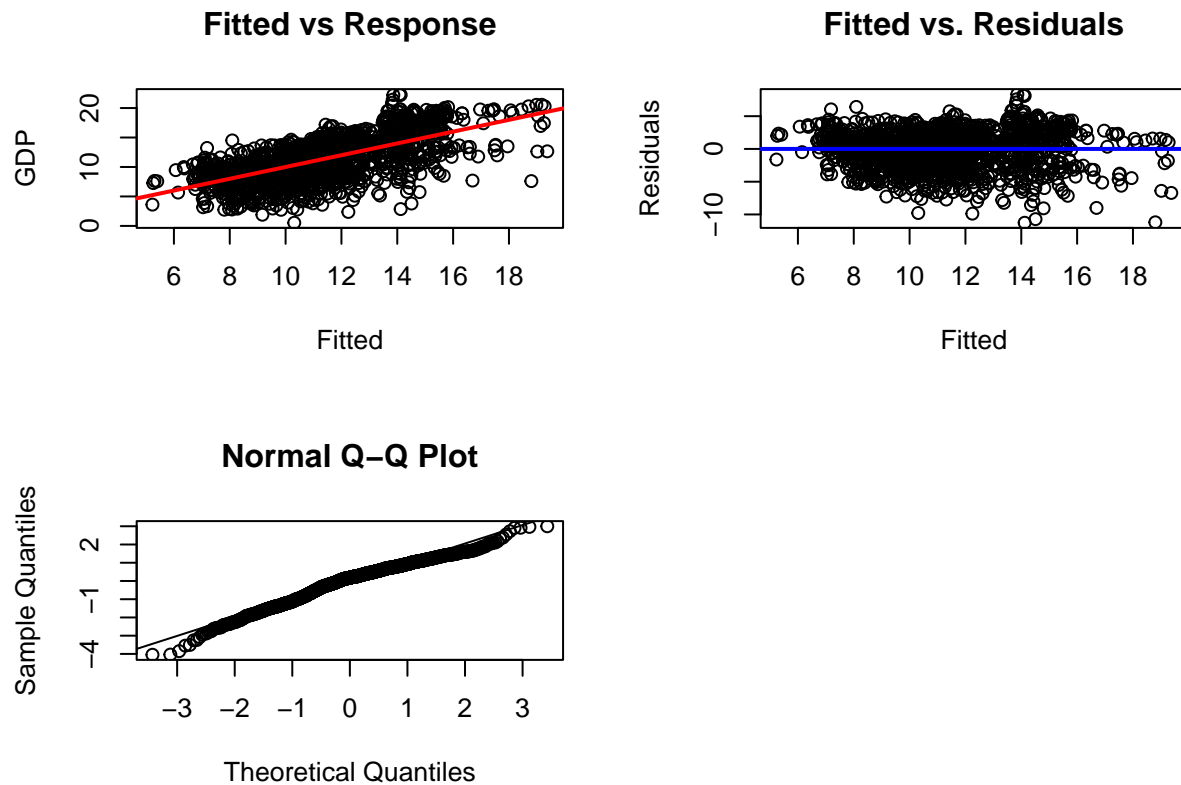 Fitted vs Response
GDP
20
10
0
6 8 10 12 14 16 18
Fitted
Fitted vs. Residuals
Residuals
0
−10
6 8 10 12 14 16 18
Fitted
Normal Q−Q Plot
Sample Quantiles
2
−1
−4
−3 −2 −1 0 1 2 3
Theoretical Quantiles